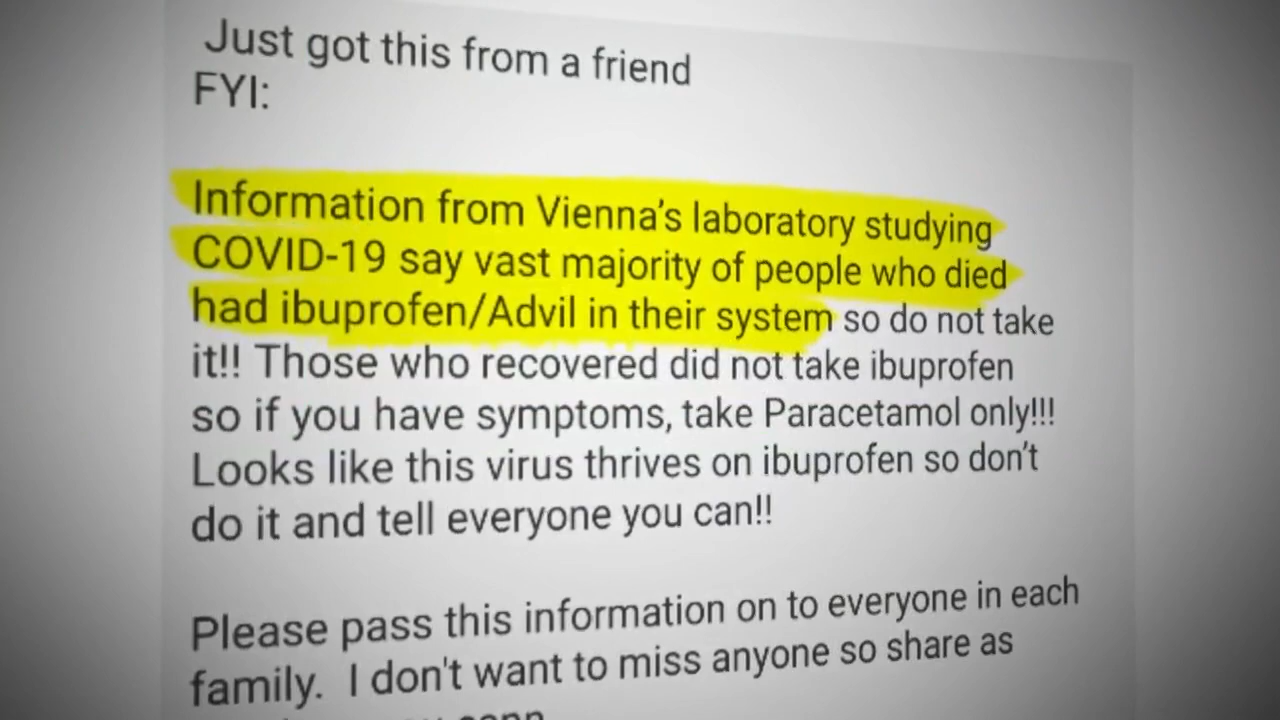 Just got this from a friend
FYI:
Information from Vienna's laboratory studying
COVID-19 say vast majority of people who died
had ibuprofen/Advil in their system so do not take
it!! Those who recovered did not take ibuprofen
so if you have symptoms, take Paracetamol only!!!
Looks like this virus thrives on ibuprofen so don't
do it and tell everyone you can!!
Please pass this information on to everyone in each
family. I don't want to miss anyone so share as